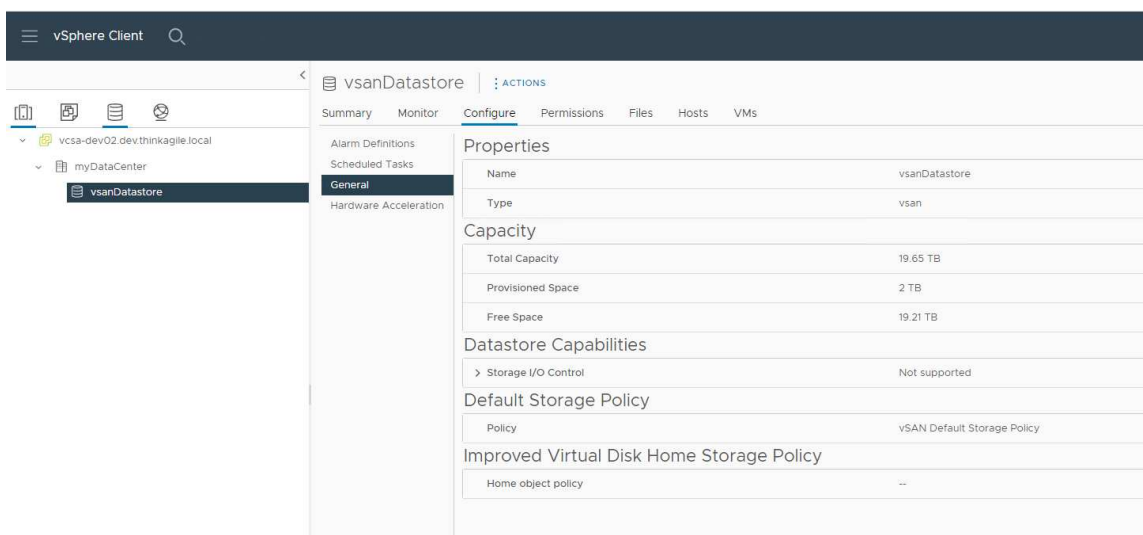 vSphere Client
vcsa-dev02.dev.thinkagile.local
myDataCenter
vsanDatastore
vsanDatastore ACTIONS
Summary Monitor Configure Permissions Files Hosts VMs
Alarm Definitions
Scheduled Tasks
General
Hardware Acceleration
Properties
Name vsanDatastore
Type vsan
Capacity
Total Capacity 19.65 TB
Provisioned Space 2 TB
Free Space 19.21 TB
Datastore Capabilities
Storage I/O Control Not supported
Default Storage Policy
Policy vSAN Default Storage Policy
Improved Virtual Disk Home Storage Policy
Home object policy --